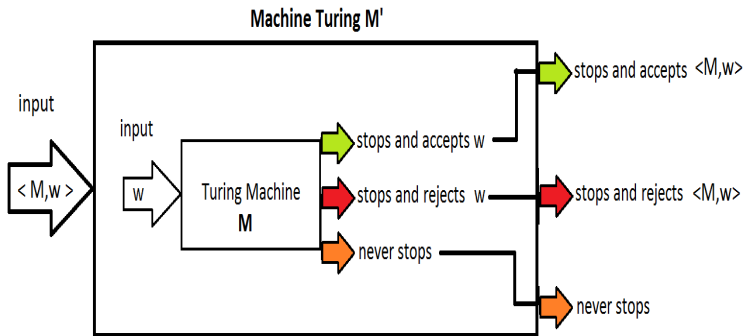 Machine Turing M'
input
< M,w >
input
w
Turing Machine
M
stops and accepts w
stops and rejects w
never stops
stops and accepts <M,w>
stops and rejects <M,w>
never stops